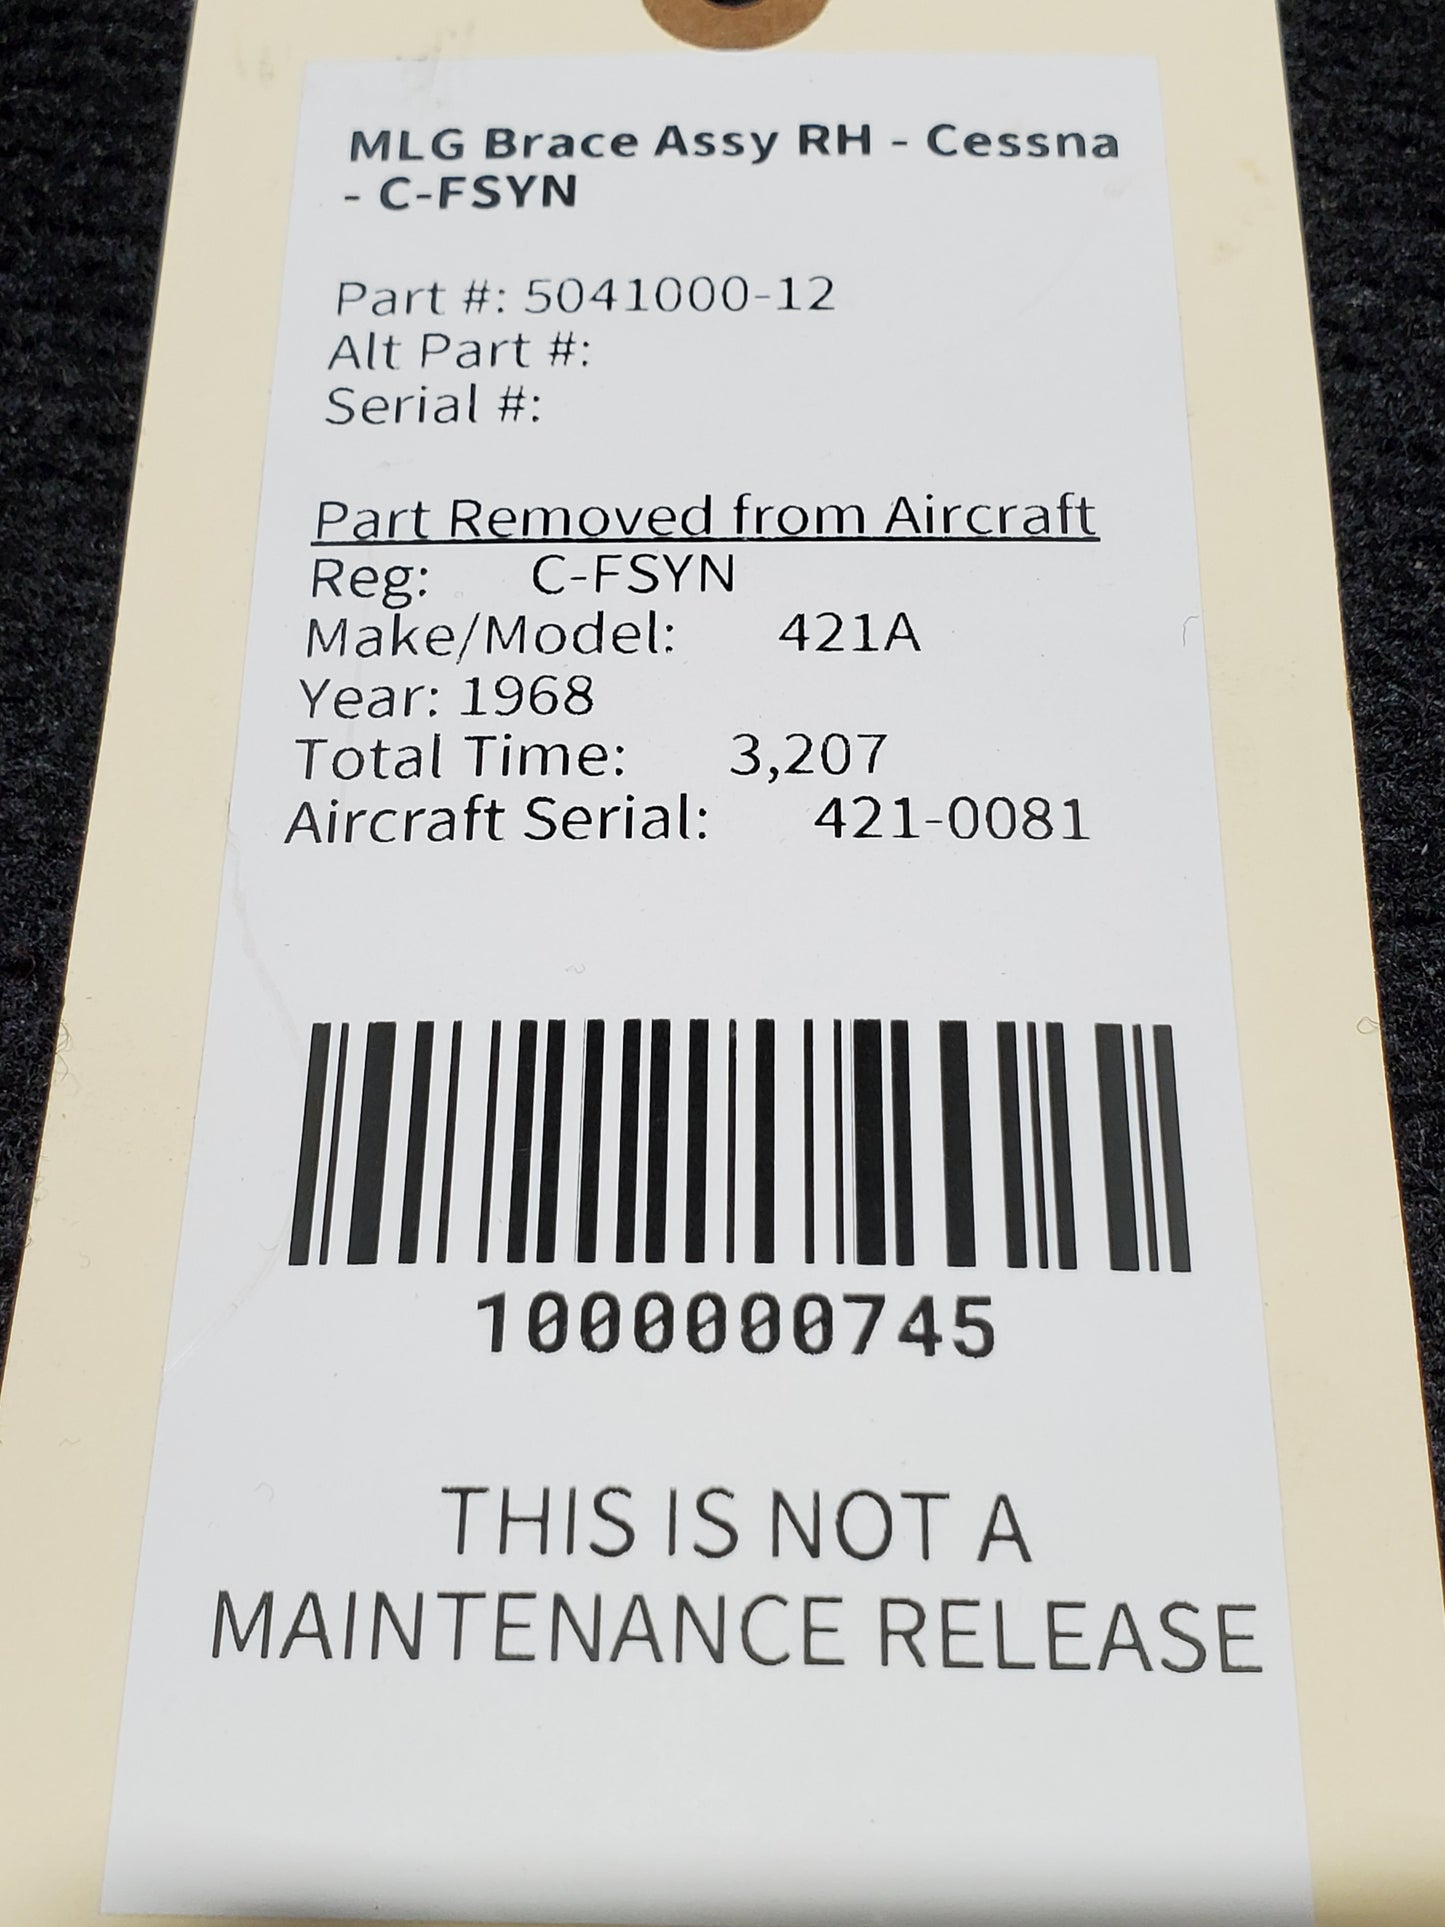 MLG Brace Assy RH - Cessna
- C-FSYN
Part #: 5041000-12
Alt Part #:
Serial #:
Part Removed from Aircraft
Reg: C-FSYN
Make/Model: 421A
Year: 1968
Total Time: 3,207
Aircraft Serial: 421-0081
1000000745
THIS IS NOT A
MAINTENANCE RELEASE